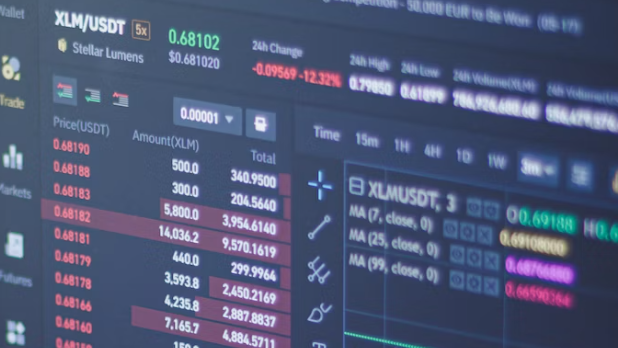 XLM/USDT 5x
Stellar Lumens
0.68102
$0.681020
24h Change
-0.09569 -12.32%
24h High
0.79850
24h Low
0.61899
24h Volume(XLM)
Trade
0.00001
Price(USDT) Amount(XLM) Total
0.68190 500.0 340.9500
0.68188 300.0 204.5640
0.68183 5,800.0 3,954.6140
0.68182 14,036.2 9,570.1619
0.68181 440.0 299.9964
0.68179 3,593.8 2,450.2169
0.68178 4,235.8 2,887.8837
0.68166 7,165.7 4,884.5711
0.68160
Time 15m 1H 4H 1D 1W
XLMUSDT, 3
MA (7, close, 0) 0.69108000
MA (25, close, 0) 0.68766880
MA (99, close, 0)
Futures